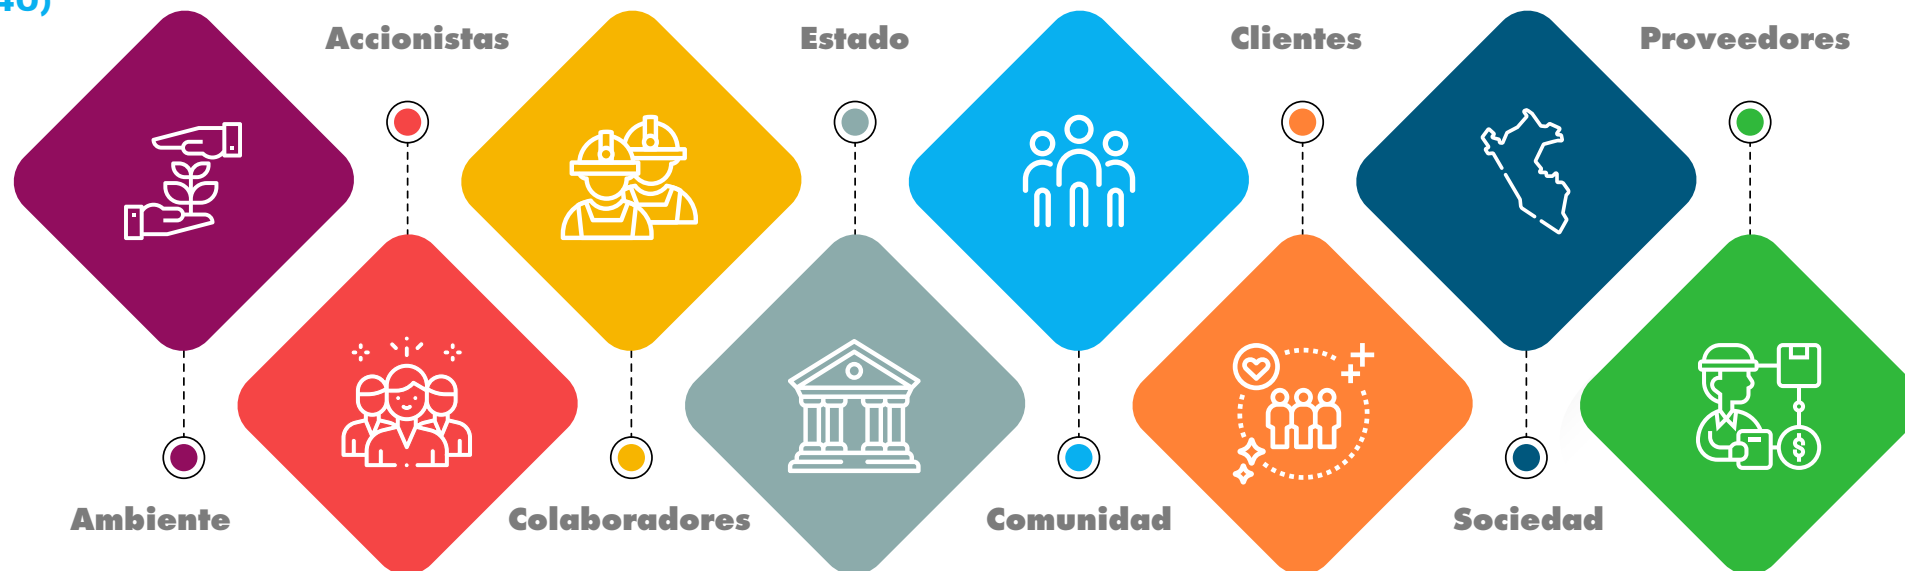 Accionistas
Estado
Clientes
Proveedores
Ambiente
Colaboradores
Comunidad
Sociedad